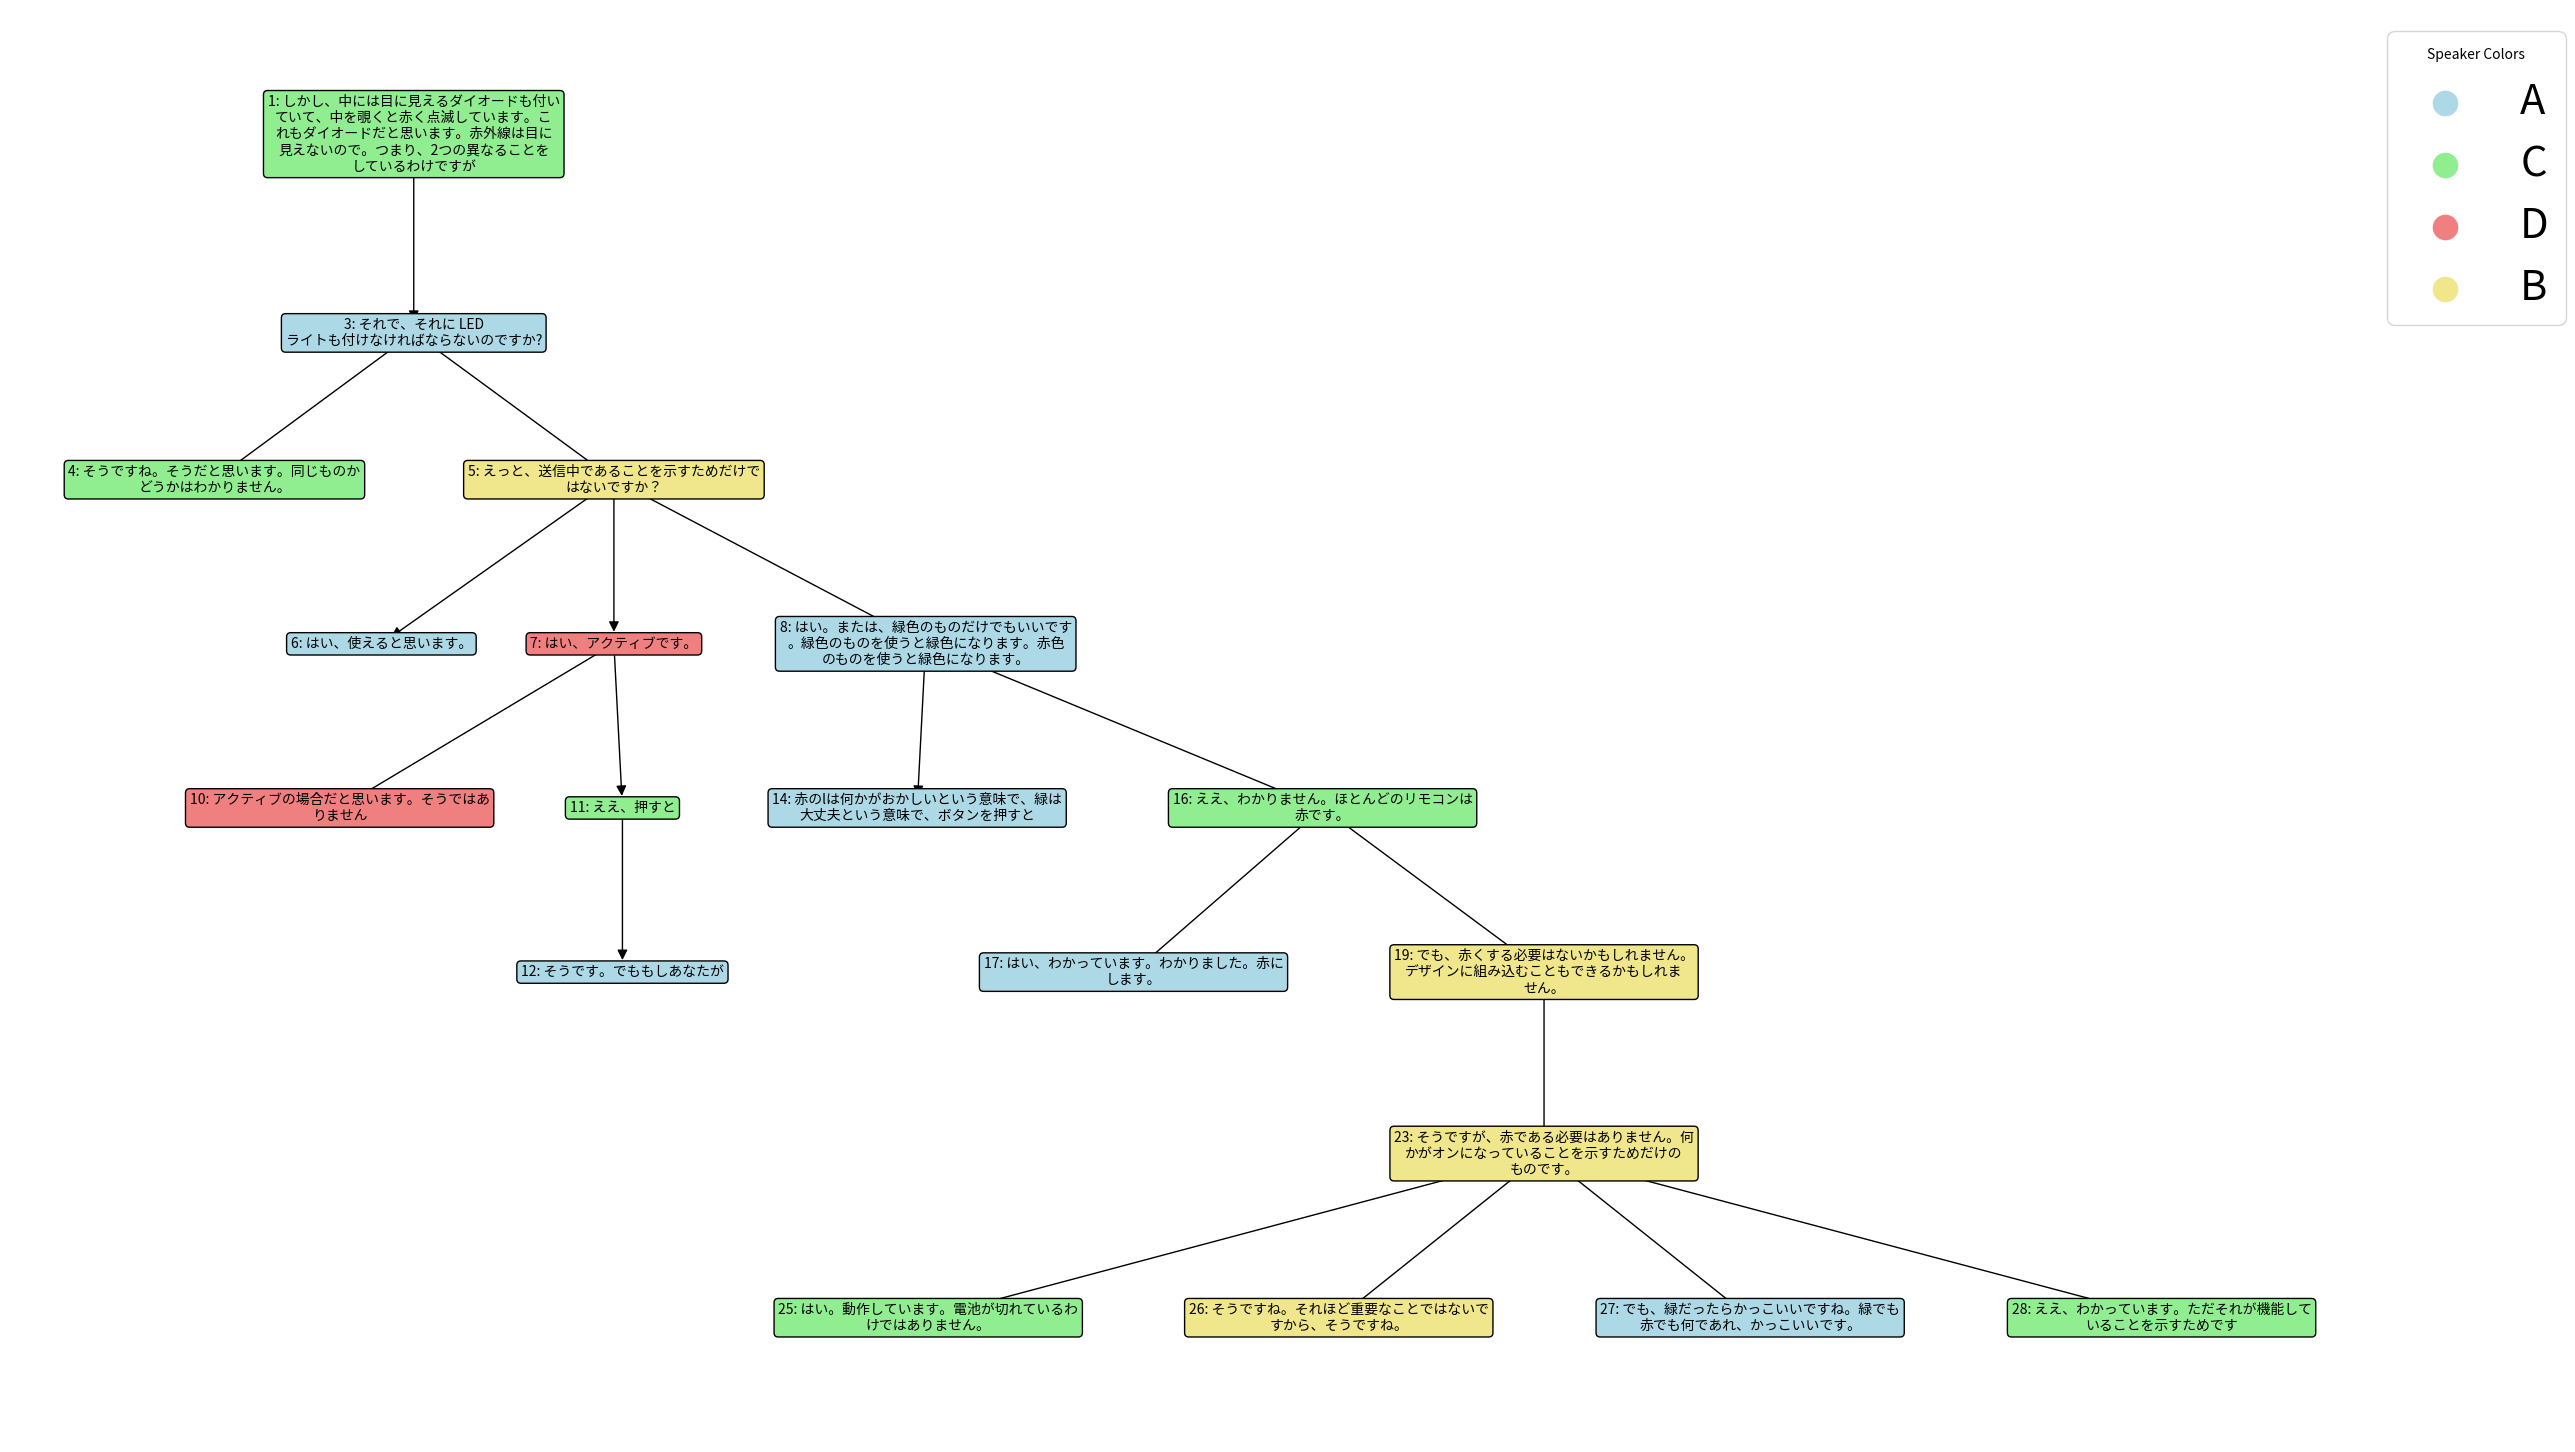 Speaker Colors
A
C
D
B
1: しかし、中には目に見えるダイオードも付い
ていて、中を覗くと赤く点滅しています。こ
れもダイオードだと思います。赤外線は目に
見えないので。つまり、2つの異なることを
しているわけですが
3: それで、それに LED
ライトも付けなければならないのですか?
4: そうですね。そうだと思います。同じものか
どうかはわかりません。
5: えっと、送信中であることを示すためだけで
はないですか？
6: はい、使えると思います。
7: はい、アクティブです。
8: はい。または、緑色のものだけでもいいです
。緑色のものを使うと緑色になります。赤色
のものを使うと緑色になります。
10: アクティブの場合だと思います。そうではあ
りません
11: ええ、押すと
14: 赤のlは何かがおかしいという意味で、緑は
大丈夫という意味で、ボタンを押すと
16: ええ、わかりません。ほとんどのリモコンは
赤です。
12: そうです。でももしあなたが
17: はい、わかっています。わかりました。赤に
します。
19: でも、赤くする必要はないかもしれません。
デザインに組み込むこともできるかもしれま
せん。
23: そうですが、赤である必要はありません。何
かがオンになっていることを示すためだけの
ものです。
25: はい。動作しています。電池が切れているわ
けではありません。
26: そうですね。それほど重要なことではないで
すから、そうですね。
27: でも、緑だったらかっこいいですね。緑でも
赤でも何であれ、かっこいいです。
28: ええ、わかっています。ただそれが機能して
いることを示すためです